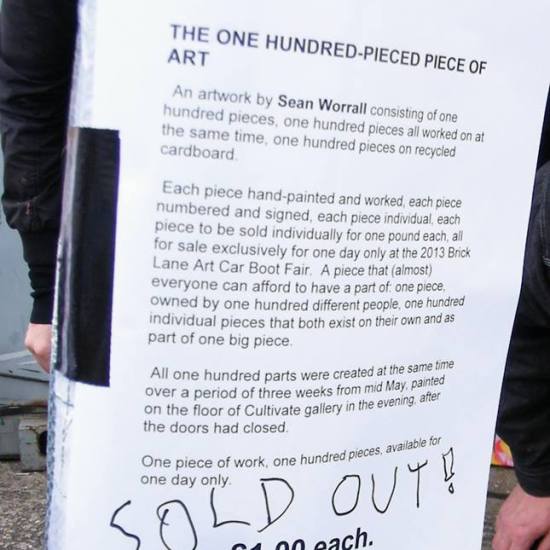 THE ONE HUNDRED-PIECED PIECE OF
ART
An artwork by Sean Worrall consisting of one
hundred pieces, one hundred pieces all worked on at
the same time, one hundred pieces on recycled
cardboard.
Each piece hand-painted and worked, each piece
numbered and signed, each piece individual, each
piece to be sold individually for one pound each, all
for sale exclusively for one day only at the 2013 Brick
Lane Art Car Boot Fair. A piece that (almost)
everyone can afford to have a part of: one piece,
owned by one hundred different people, one hundred
individual pieces that both exist on their own and as
part of one big piece.
All one hundred parts were created at the same time
over a period of three weeks from mid May, painted
on the floor of Cultivate gallery in the evening, after
the doors had closed.
One piece of work, one hundred pieces, available for
one day only.
SOLD OUT!
£1.00 each.